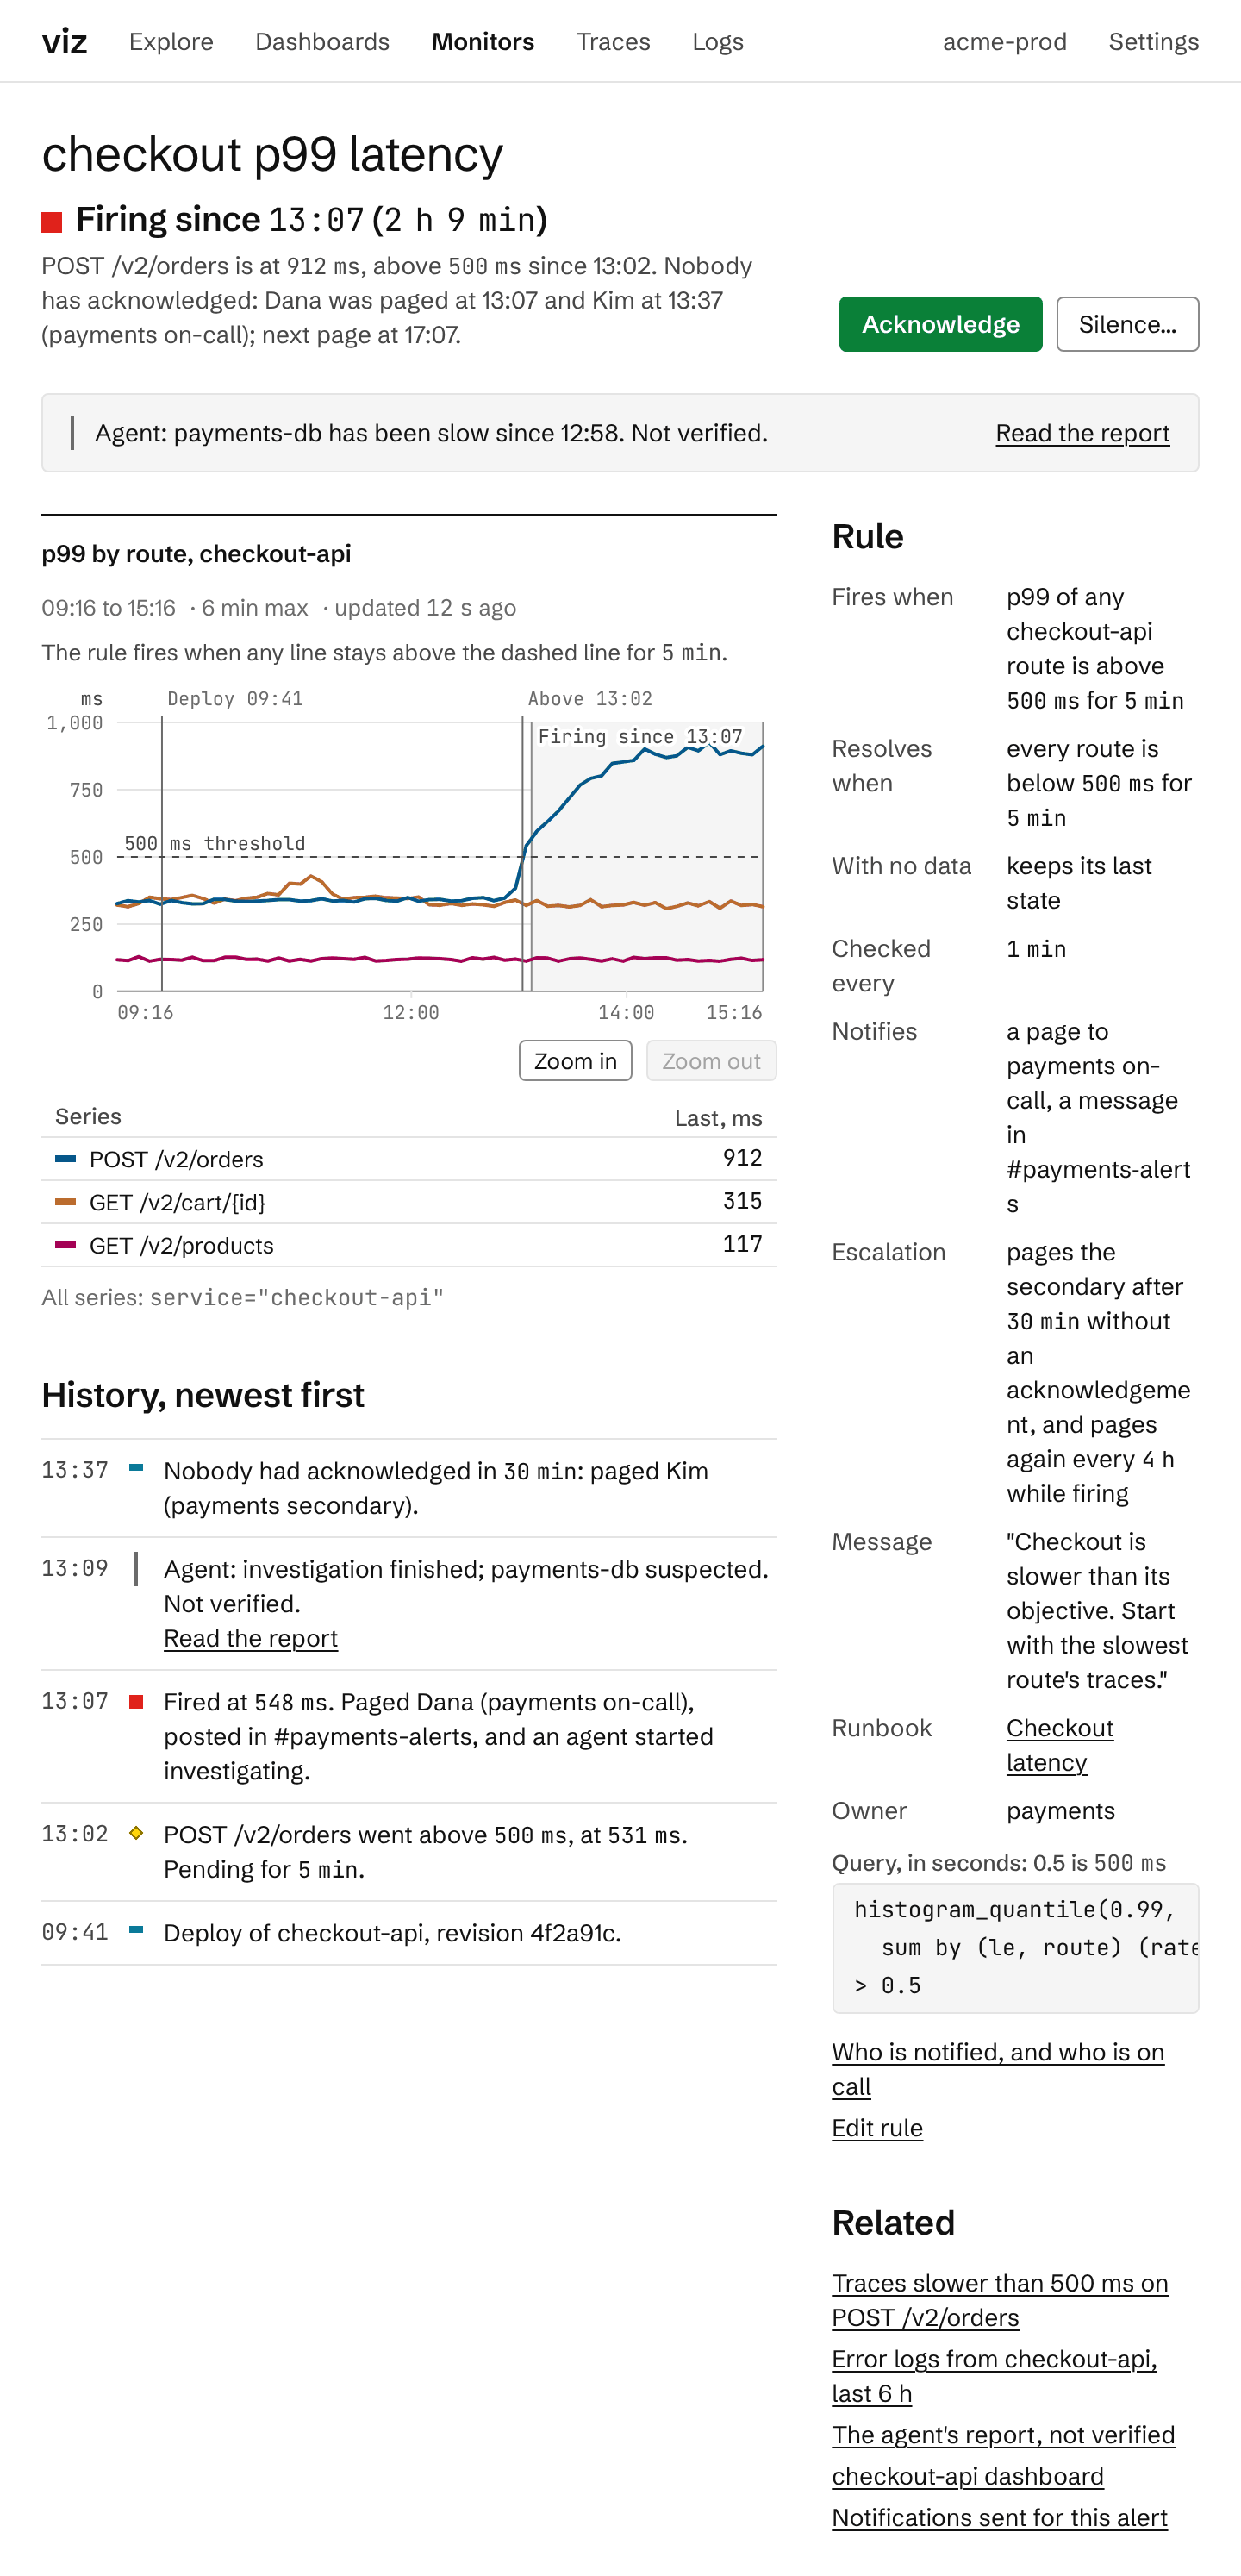 viz Explore Dashboards Monitors Traces Logs acme-prod Settings
checkout p99 latency
Firing since 13:07 (2 h 9 min)
POST /v2/orders is at 912 ms, above 500 ms since 13:02. Nobody
has acknowledged: Dana was paged at 13:07 and Kim at 13:37
(payments on-call); next page at 17:07.
Acknowledge Silence...
Agent: payments-db has been slow since 12:58. Not verified. Read the report
p99 by route, checkout-api
09:16 to 15:16 · 6 min max · updated 12 s ago
The rule fires when any line stays above the dashed line for 5 min.
ms Deploy 09:41 Above 13:02
1,000
Firing since 13:07
750
500 ms threshold
500
250
0
09:16 12:00 14:00 15:16
Zoom in Zoom out
Series Last, ms
POST /v2/orders 912
GET /v2/cart/{id} 315
GET /v2/products 117
All series: service="checkout-api"
History, newest first
13:37 Nobody had acknowledged in 30 min: paged Kim
(payments secondary).
13:09 Agent: investigation finished; payments-db suspected.
Not verified.
Read the report
13:07 Fired at 548 ms. Paged Dana (payments on-call),
posted in #payments-alerts, and an agent started
investigating.
13:02 POST /v2/orders went above 500 ms, at 531 ms.
Pending for 5 min.
09:41 Deploy of checkout-api, revision 4f2a91c.
Rule
Fires when p99 of any
checkout-api
route is above
500 ms for 5 min
Resolves every route is
when below 500 ms for
5 min
With no data keeps its last
state
Checked 1 min
every
Notifies a page to
payments on-
call, a message
in
#payments-alert
s
Escalation pages the
secondary after
30 min without
an
acknowledgeme
nt, and pages
again every 4 h
while firing
Message "Checkout is
slower than its
objective. Start
with the slowest
route's traces."
Runbook Checkout
latency
Owner payments
Query, in seconds: 0.5 is 500 ms
histogram_quantile(0.99,
sum by (le, route) (rate
> 0.5
Who is notified, and who is on
call
Edit rule
Related
Traces slower than 500 ms on
POST /v2/orders
Error logs from checkout-api,
last 6 h
The agent's report, not verified
checkout-api dashboard
Notifications sent for this alert